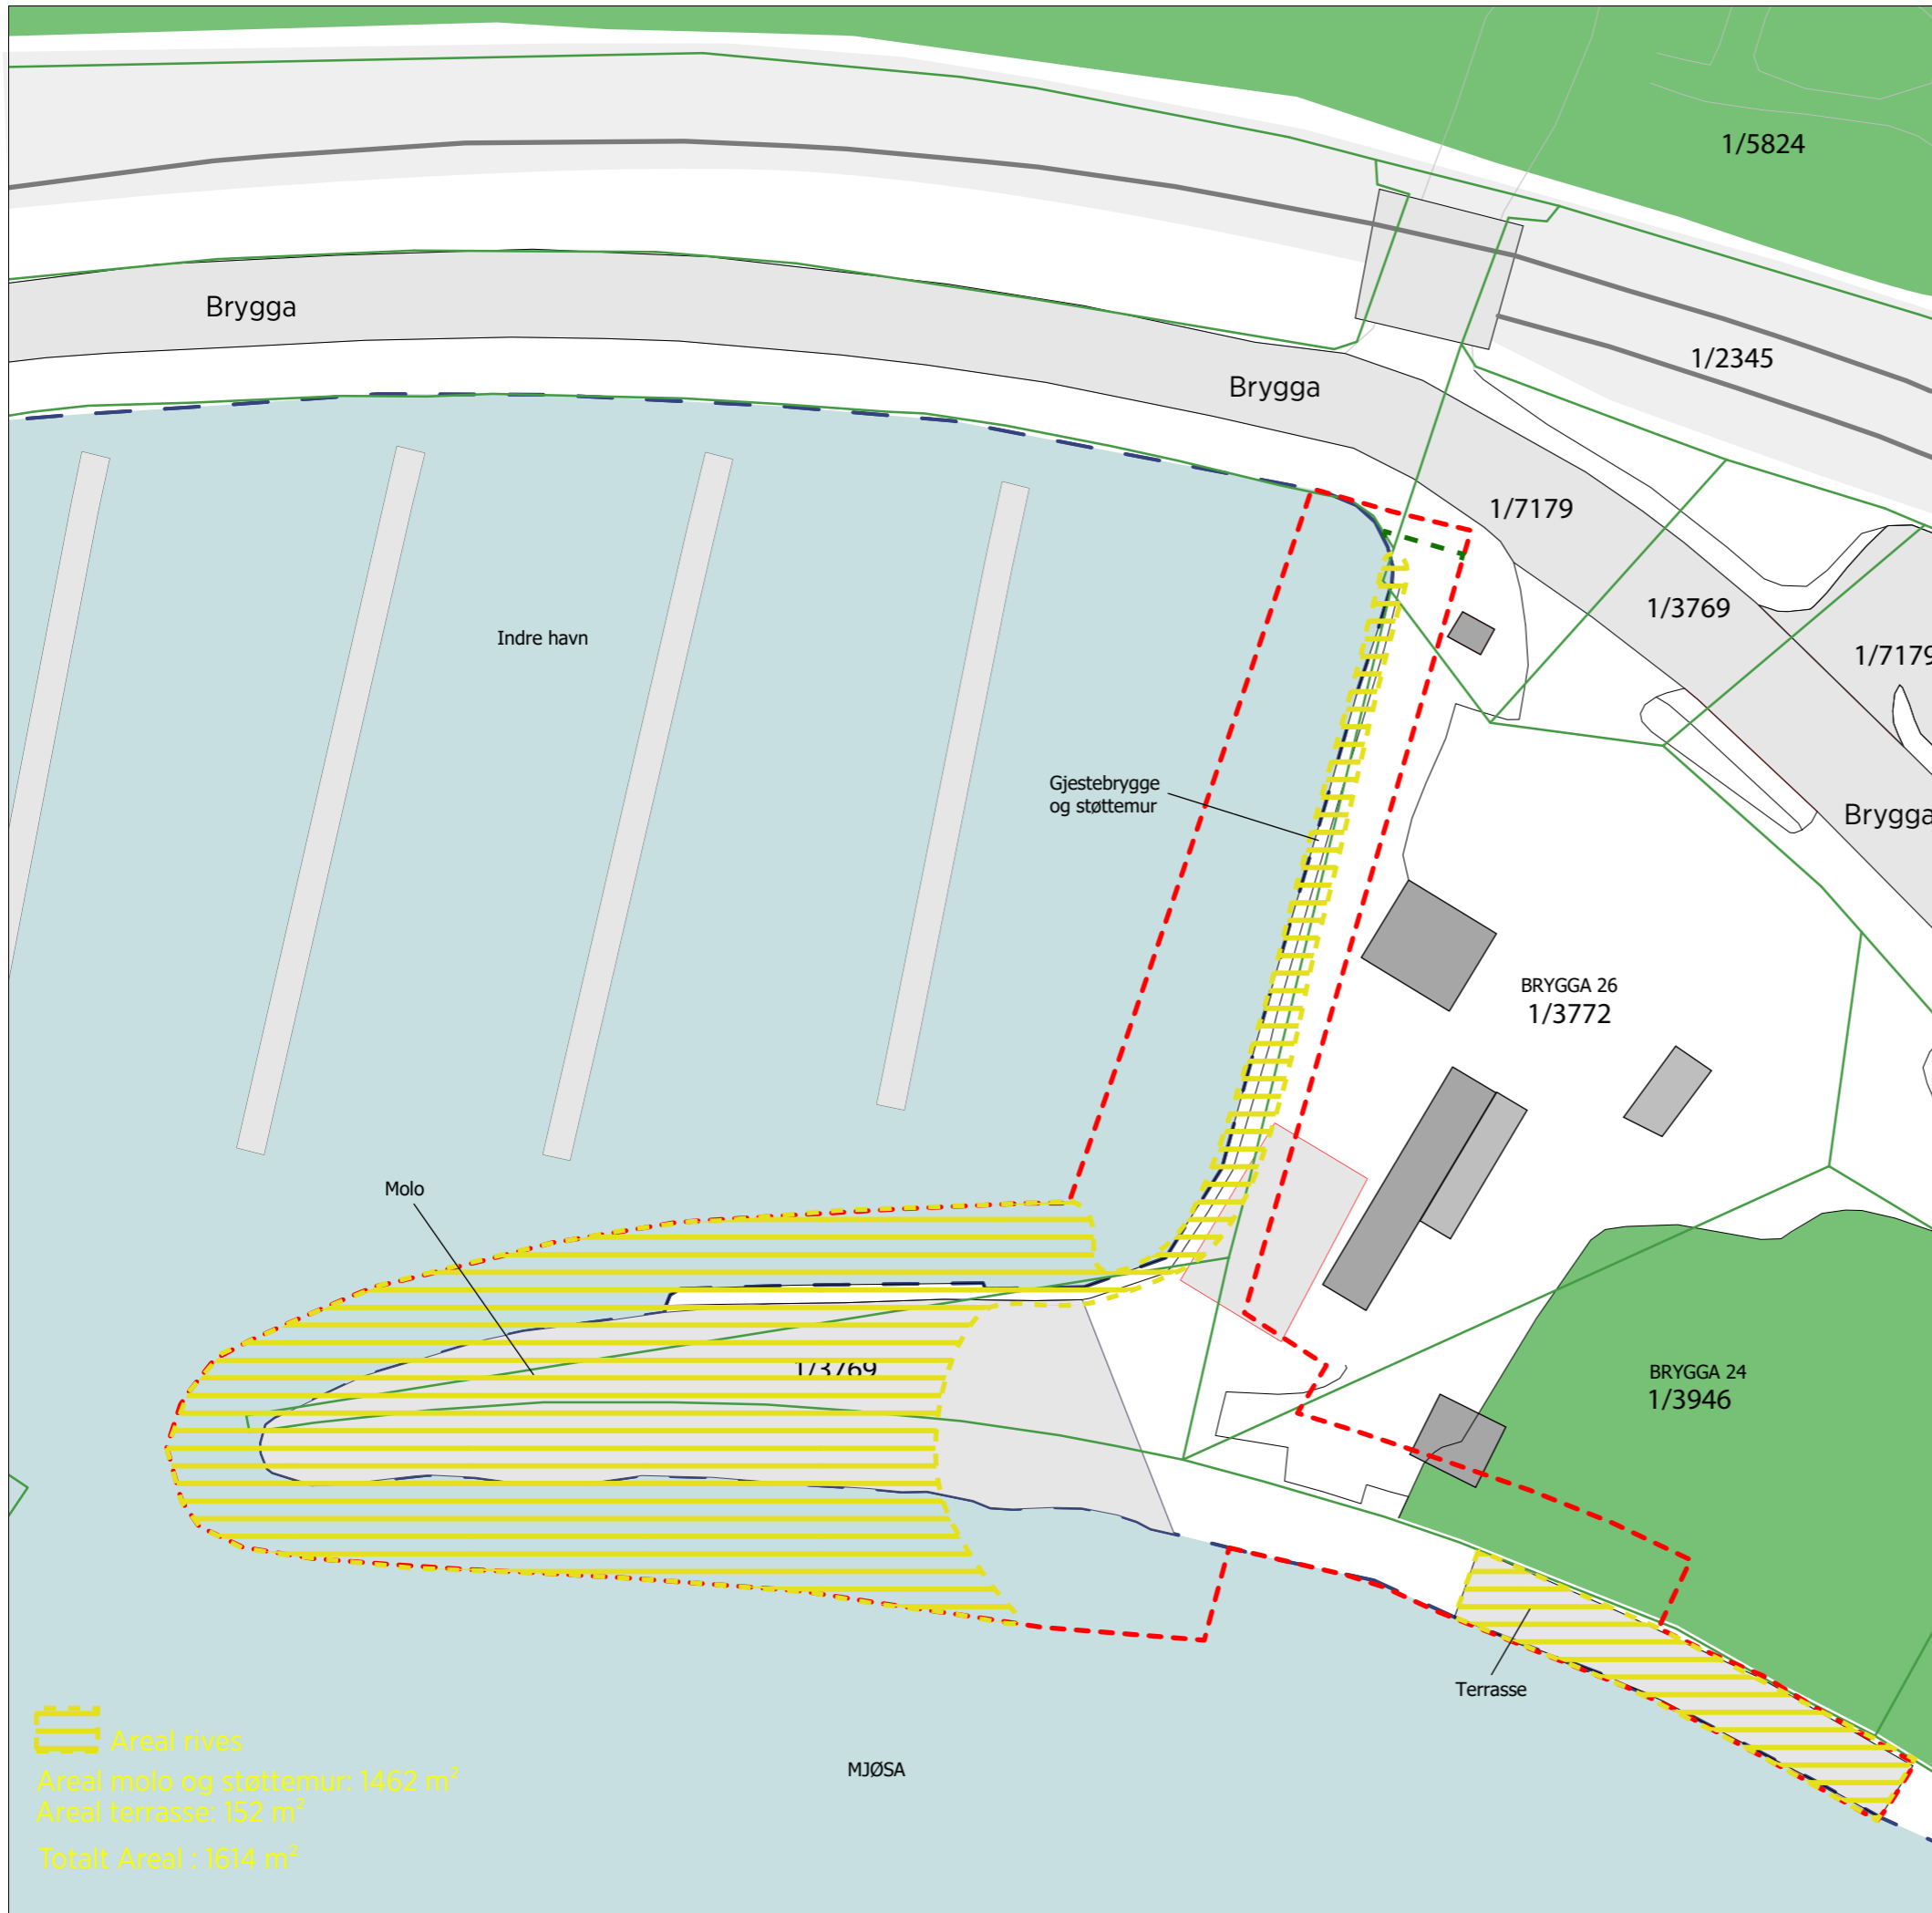 1/5824
Brygga
1/2345
Brygga
1/7179
1/3769
Indre havn
1/7179
Gjestebrygge
og støttemur
Brygga
BRYGGA 26
1/3772
Molo
1/3769
BRYGGA 24
1/3946
Terrasse
Areal rives
MJØSA
Areal molo og støttemur: 1462 m²
Areal terrasse: 152 m²
Totalt Areal : 1614 m²